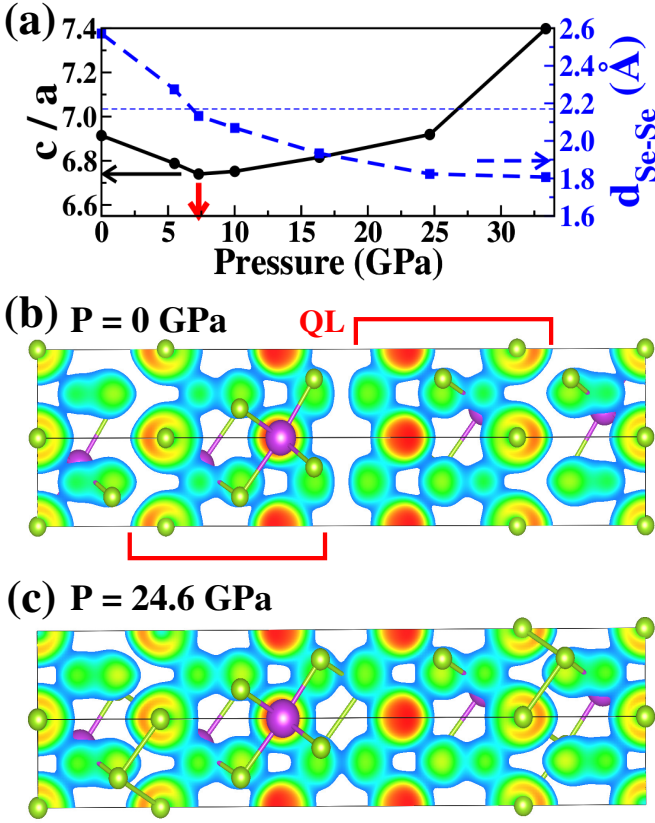 (a)
7.4
7.2
7.0
6.8
6.6
c / a
2.6
2.4
2.2
2.0
1.8
1.6
d Se-Se (Å)
0 5 10 15 20 25 30
Pressure (GPa)
(b) P = 0 GPa QL
(c) P = 24.6 GPa